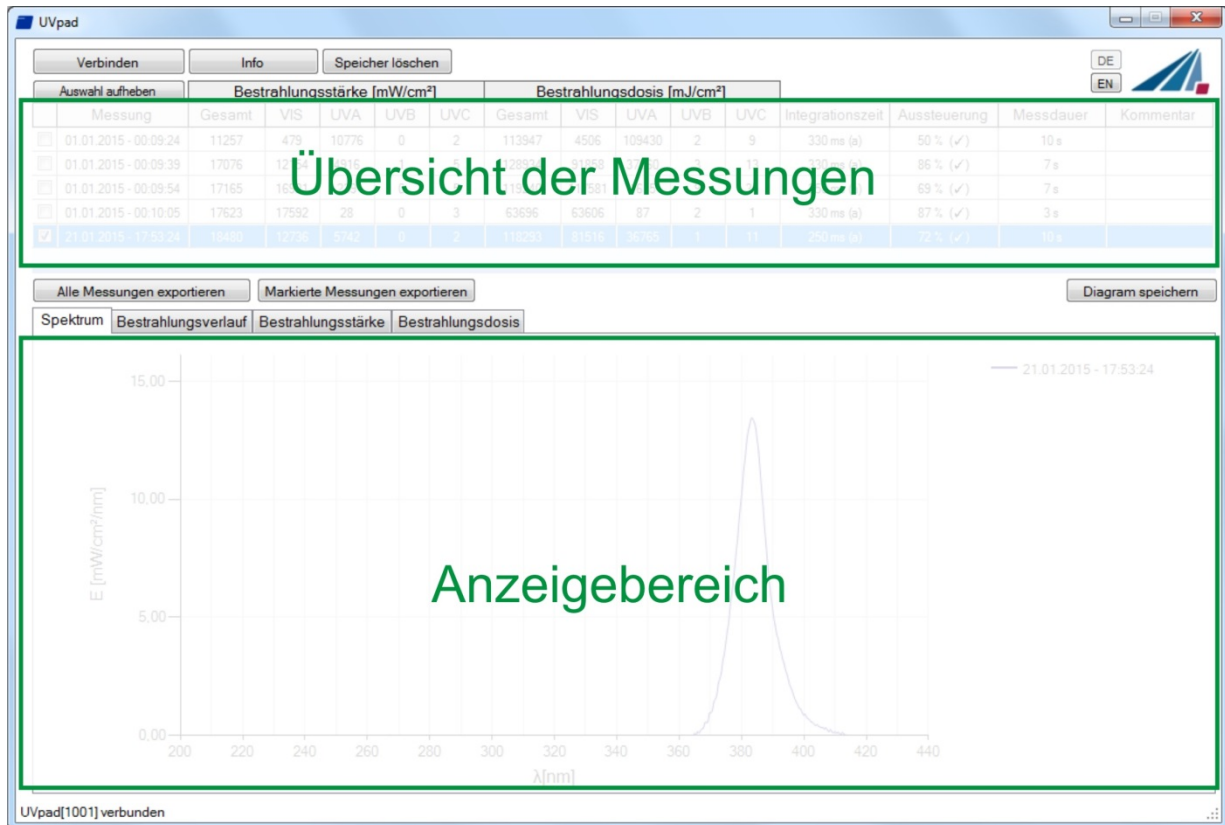 UVpad
Verbinden Info Speicher löschen DE
EN
Auswahl aufheben Bestrahlungsstärke [mW/cm²] Bestrahlungsdosis [mJ/cm²]
Messung Gesamt VIS UVA UVB UVC Gesamt VIS UVA UVB UVC Integrationszeit Aussteuerung Messdauer Kommentar
01.01.2015 - 00:09:24 11257 479 10776 0 2 113947 4506 109430 2 9 330 ms (a) 50 % (✓) 10 s
01.01.2015 - 00:09:39 17076 86 % (✓) 7 s
01.01.2015 - 00:09:54 17165 69 % (✓) 7 s
01.01.2015 - 00:10:05 17623 17592 28 0 3 63696 63606 87 2 1 330 ms (a) 87 % (✓) 3 s
21.01.2015 - 17:53:24 18480 12736 5742 0 2 118293 81516 36765 1 11 250 ms (a) 72 % (✓) 10 s
Übersicht der Messungen
Alle Messungen exportieren Markierte Messungen exportieren Diagram speichern
Spektrum Bestrahlungsverlauf Bestrahlungsstärke Bestrahlungsdosis
21.01.2015 - 17:53:24
15.00
10.00
5.00
0.00
E [mW/cm²/nm]
Anzeigebereich
200 220 240 260 280 300 320 340 360 380 400 420 440
λ[nm]
UVpad[1001] verbunden